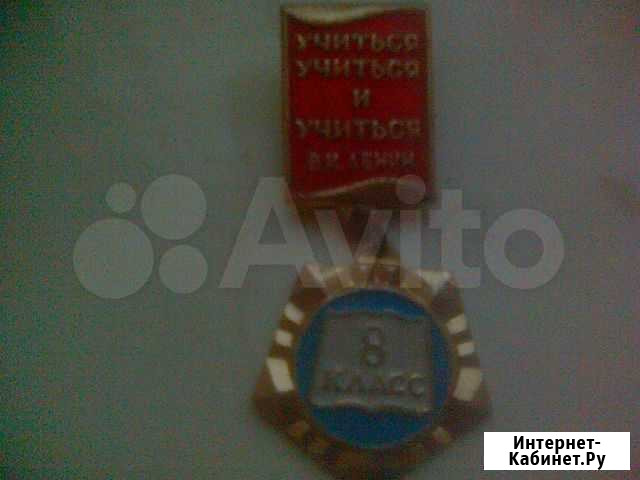 УЧИТЬСЯ
УЧИТЬСЯ
И
УЧИТЬСЯ
В.И. ЛЕНИН
Avito
8
КЛАСС
Интернет-
Кабинет.Ру